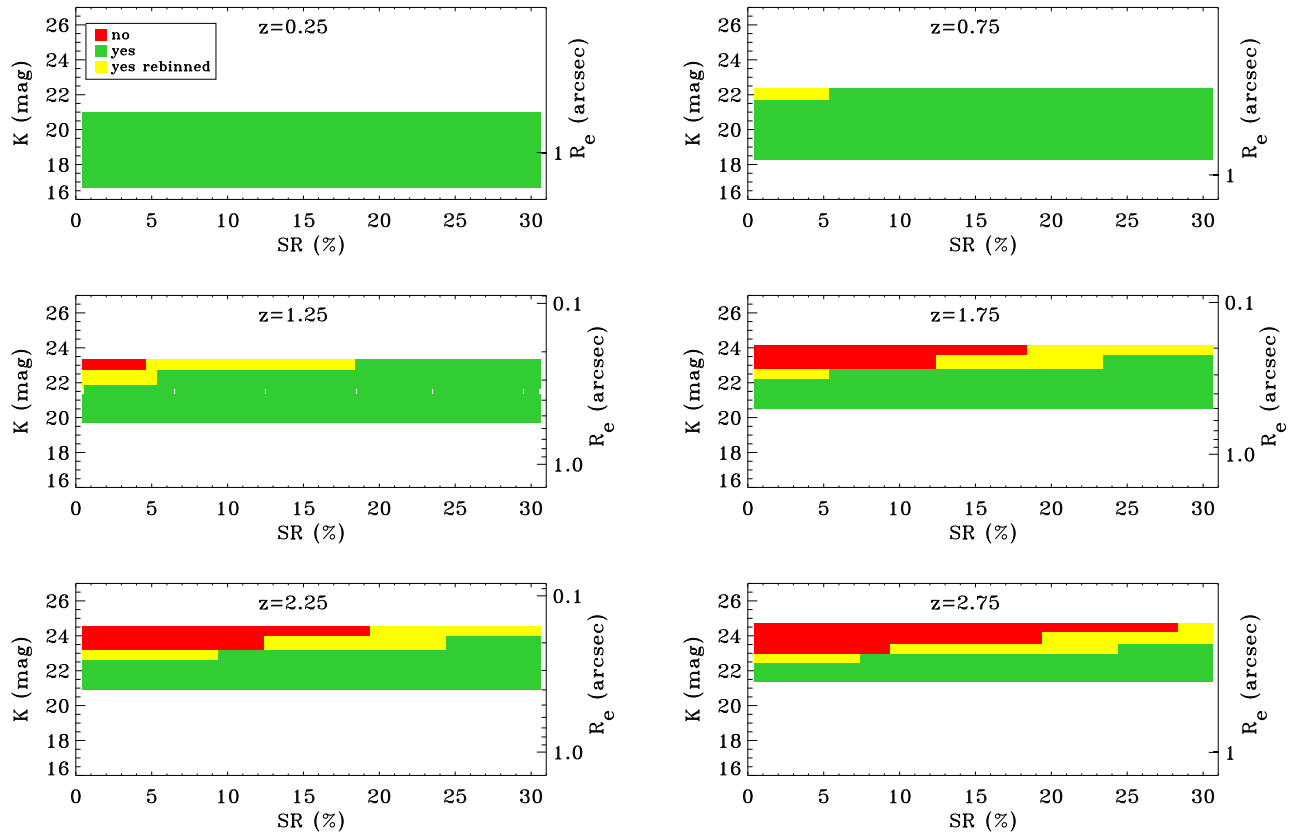 z=0.25
no
yes
yes rebinned
26
24
22
20
18
16
K (mag)
0 5 10 15 20 25 30
SR (%)
1
R_e (arcsec)
z=0.75
26
24
22
20
18
16
K (mag)
0 5 10 15 20 25 30
SR (%)
1
R_e (arcsec)
z=1.25
26
24
22
20
18
16
K (mag)
0 5 10 15 20 25 30
SR (%)
0.1
1.0
R_e (arcsec)
z=1.75
26
24
22
20
18
16
K (mag)
0 5 10 15 20 25 30
SR (%)
0.1
1.0
R_e (arcsec)
z=2.25
26
24
22
20
18
16
K (mag)
0 5 10 15 20 25 30
SR (%)
0.1
1.0
R_e (arcsec)
z=2.75
26
24
22
20
18
16
K (mag)
0 5 10 15 20 25 30
SR (%)
1
R_e (arcsec)